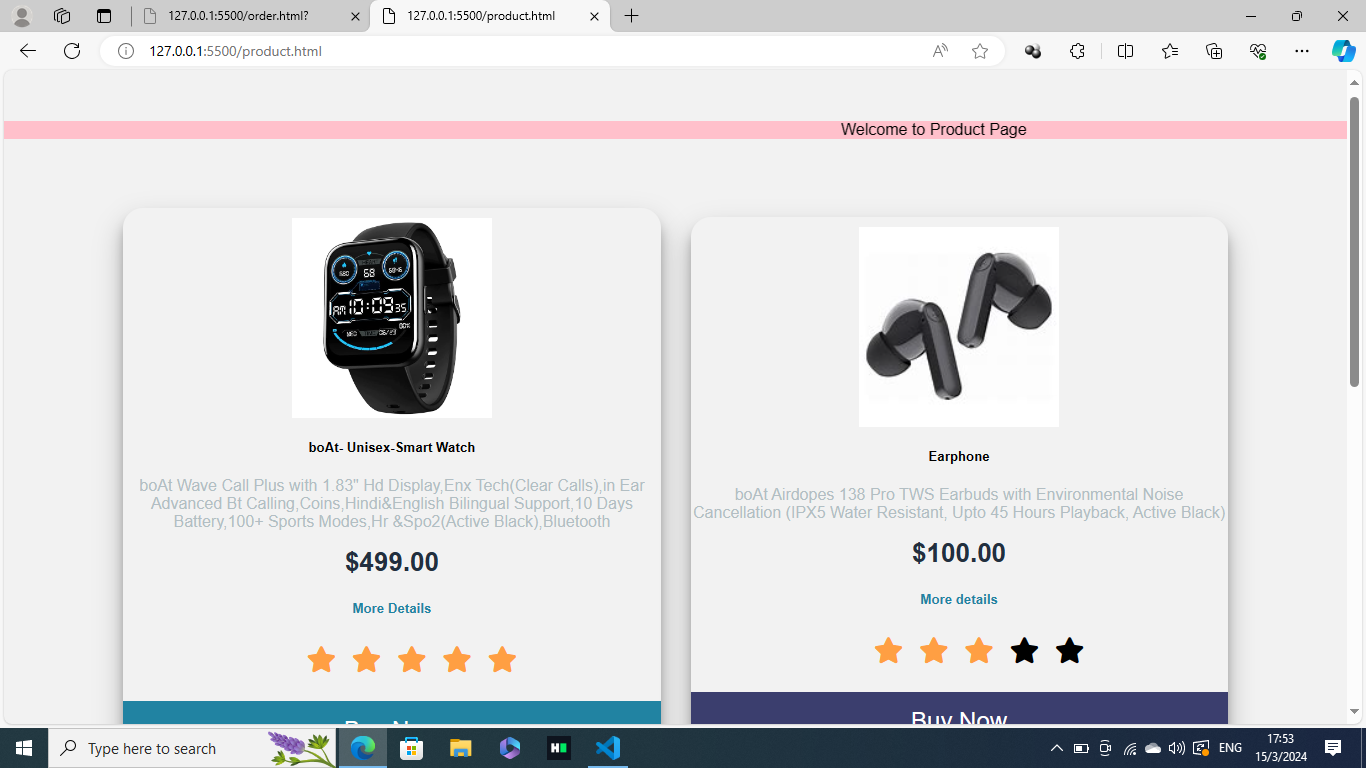 127.0.0.1:5500/order.html?
127.0.0.1:5500/product.html
127.0.0.1:5500/product.html
Welcome to Product Page
AM 10:09 35
68
boAt- Unisex-Smart Watch
boAt Wave Call Plus with 1.83" Hd Display,Enx Tech(Clear Calls),in Ear
Advanced Bt Calling,Coins,Hindi&English Bilingual Support,10 Days
Battery,100+ Sports Modes,Hr &Spo2(Active Black),Bluetooth
$499.00
More Details
Earphone
boAt Airdopes 138 Pro TWS Earbuds with Environmental Noise
Cancellation (IPX5 Water Resistant, Upto 45 Hours Playback, Active Black)
$100.00
More details
Buy Now
Type here to search
ENG
17:53
15/3/2024